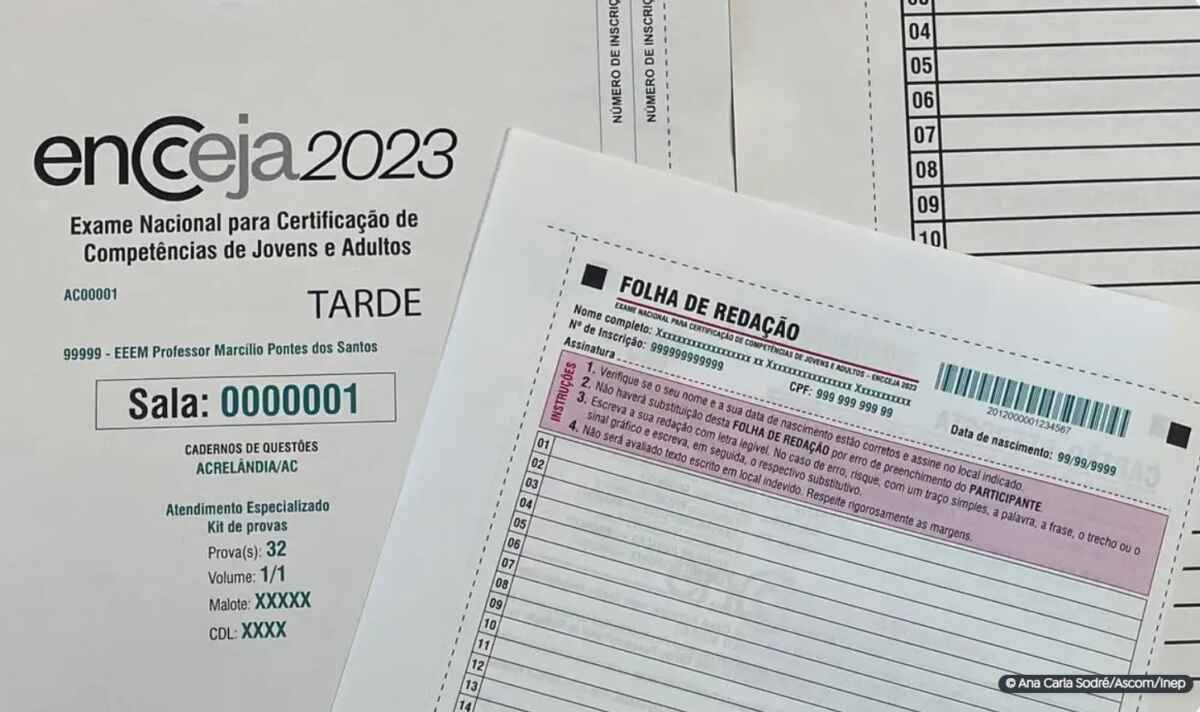 encceja2023
Exame Nacional para Certificação de
Competências de Jovens e Adultos
AC00001
TARDE
99999 - EEEM Professor Marcílio Pontes dos Santos
Sala: 0000001
CADERNOS DE QUESTÕES
ACRELÂNDIA/AC
Atendimento Especializado
Kit de provas
Prova(s): 32
Volume: 1/1
Malote: XXXXX
CDL: XXXX
NÚMERO DE INSCRIÇ
NÚMERO DE INSCRIÇ
04
05
06
07
08
09
10
FOLHA DE REDAÇÃO
EXAME NACIONAL PARA CERTIFICAÇÃO DE COMPETÊNCIAS DE JOVENS E ADULTOS - ENCCEJA 2023
Nome completo: Xxxxxxxxxxxxxxxxxx xx Xxxxxxxxxxxxxxxx Xxxxxxxxxxx
Nº de Inscrição: 999999999999
CPF: 999 999 999 99
Assinatura
2012000001234567
Data de nascimento: 99/99/9999
INSTRUÇÕES
1. Verifique se o seu nome e a sua data de nascimento estão corretos e assine no local indicado.
2. Não haverá substituição desta FOLHA DE REDAÇÃO por erro de preenchimento do PARTICIPANTE.
3. Escreva a sua redação com letra legível. No caso de erro, risque, com um traço simples, a palavra, a frase, o trecho ou o
sinal gráfico e escreva, em seguida, o respectivo substitutivo.
4. Não será avaliado texto escrito em local indevido. Respeite rigorosamente as margens.
01
02
03
04
05
06
07
08
09
10
11
12
13
14
© Ana Carla Sodré/Ascom/Inep